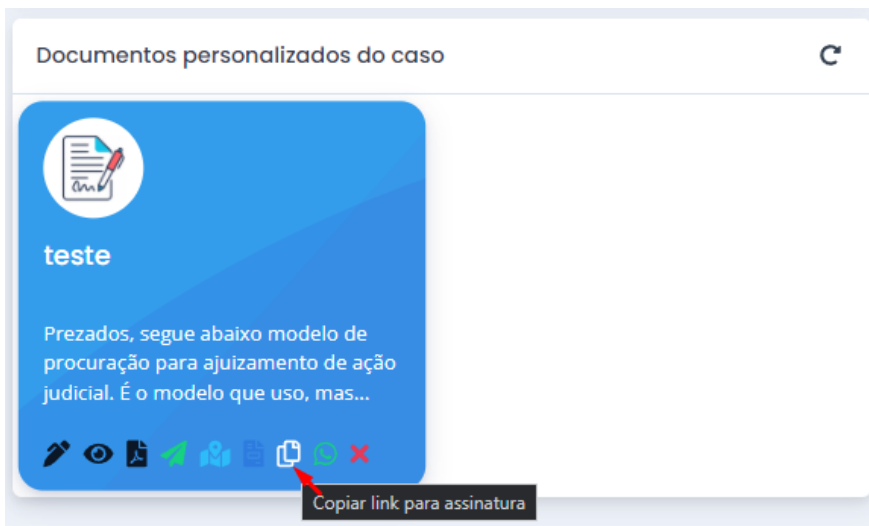 Documentos personalizados do caso
teste
Prezados, segue abaixo modelo de
procuração para ajuizamento de ação
judicial. É o modelo que uso, mas...
Copiar link para assinatura